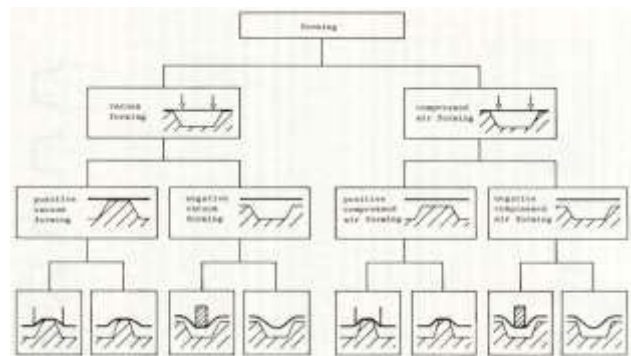 forming
vacuum
forming
compressed
air forming
positive
vacuum
forming
negative
vacuum
forming
positive
compressed
air forming
negative
compressed
air forming